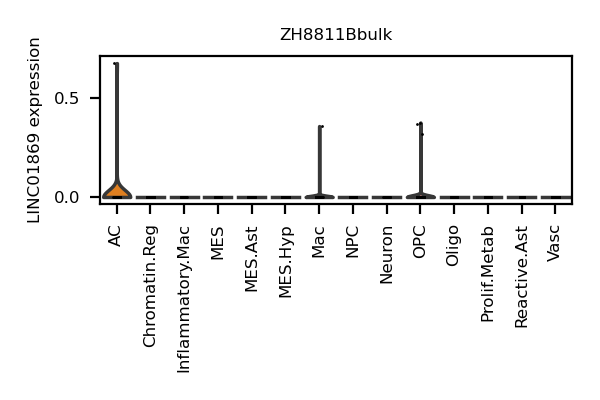 ZH8811Bbulk
LINC01869 expression
0.5
0.0
AC
Chromatin.Reg
Inflammatory.Mac
MES
MES.Ast
MES.Hyp
Mac
NPC
Neuron
OPC
Oligo
Prolif.Metab
Reactive.Ast
Vasc